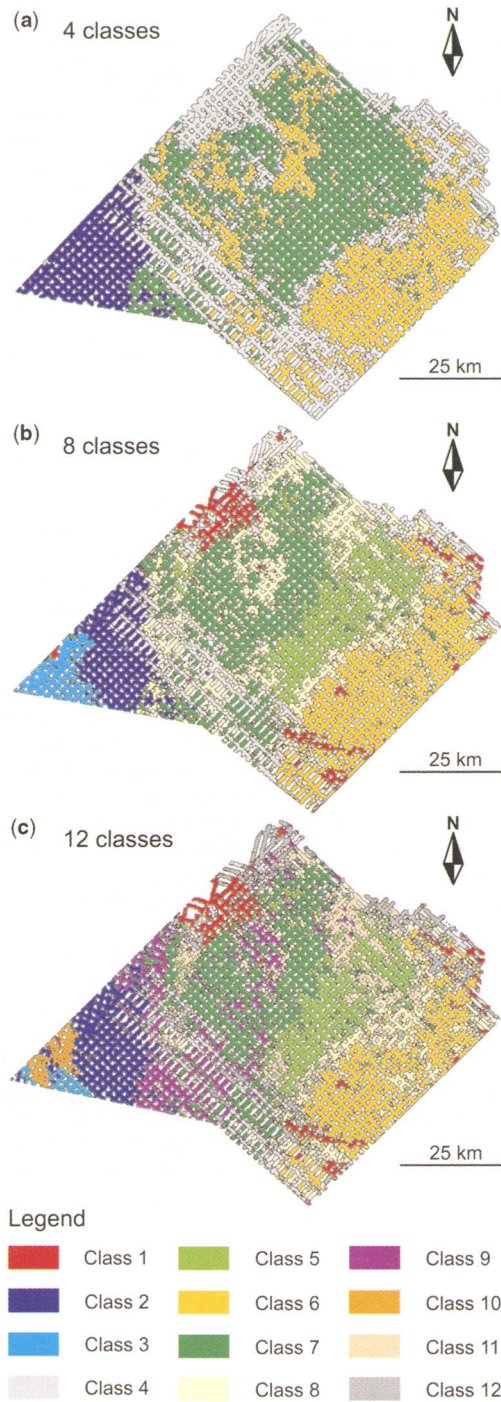 (a) 4 classes
N
25 km
(b) 8 classes
N
25 km
(c) 12 classes
N
25 km
Legend
Class 1 Class 5 Class 9
Class 2 Class 6 Class 10
Class 3 Class 7 Class 11
Class 4 Class 8 Class 12